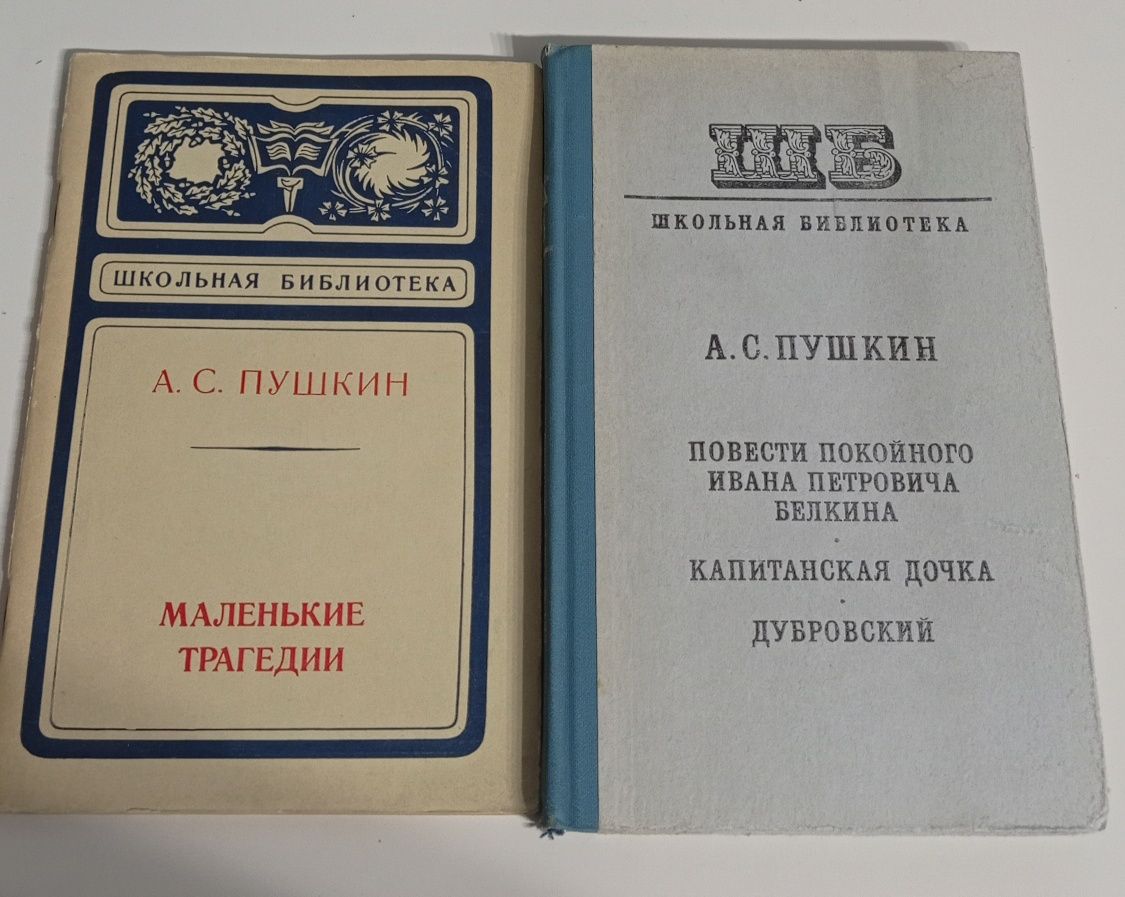 ШКОЛЬНАЯ БИБЛИОТЕКА
А. С. ПУШКИН
МАЛЕНЬКИЕ
ТРАГЕДИИ
ШБ
ШКОЛЬНАЯ БИБЛИОТЕКА
А. С. ПУШКИН
ПОВЕСТИ ПОКОЙНОГО
ИВАНА ПЕТРОВИЧА
БЕЛКИНА
КАПИТАНСКАЯ ДОЧКА
ДУБРОВСКИЙ